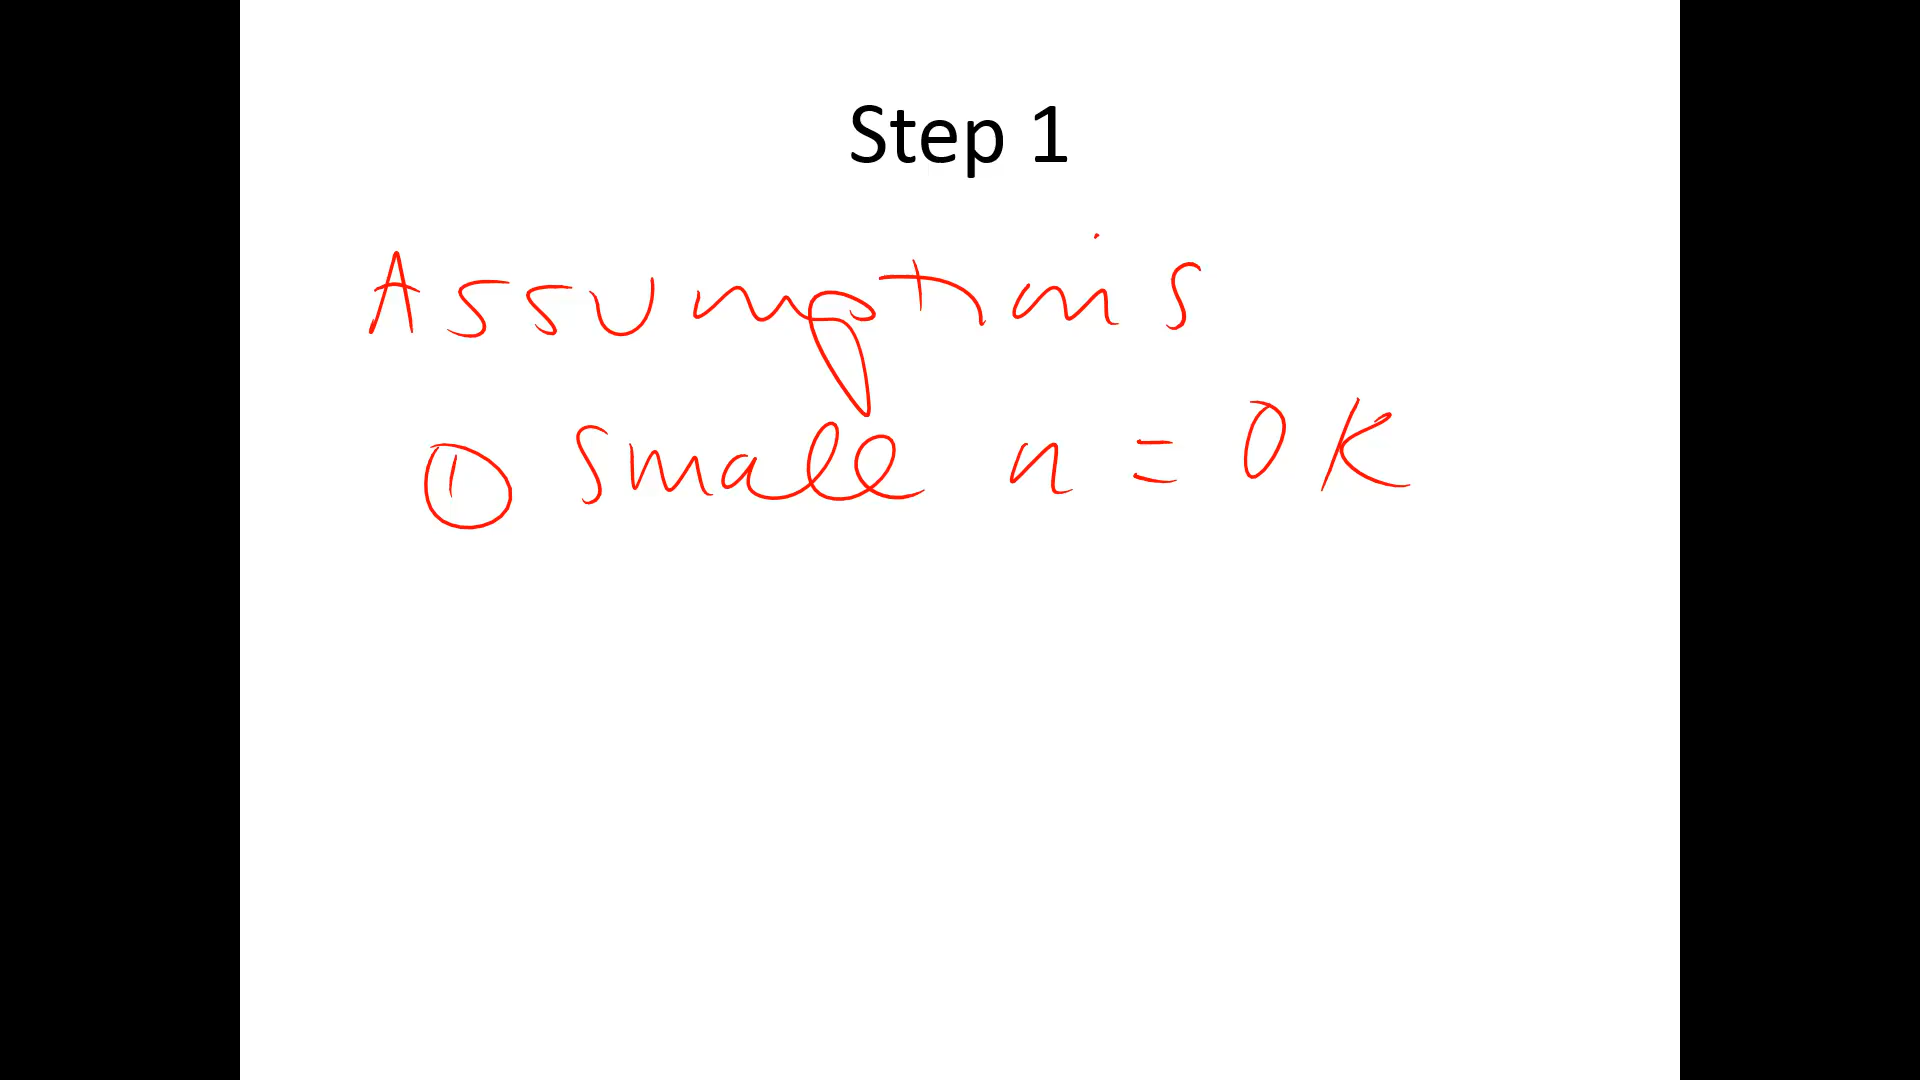 Step 1
Assumptions
① small n = OK